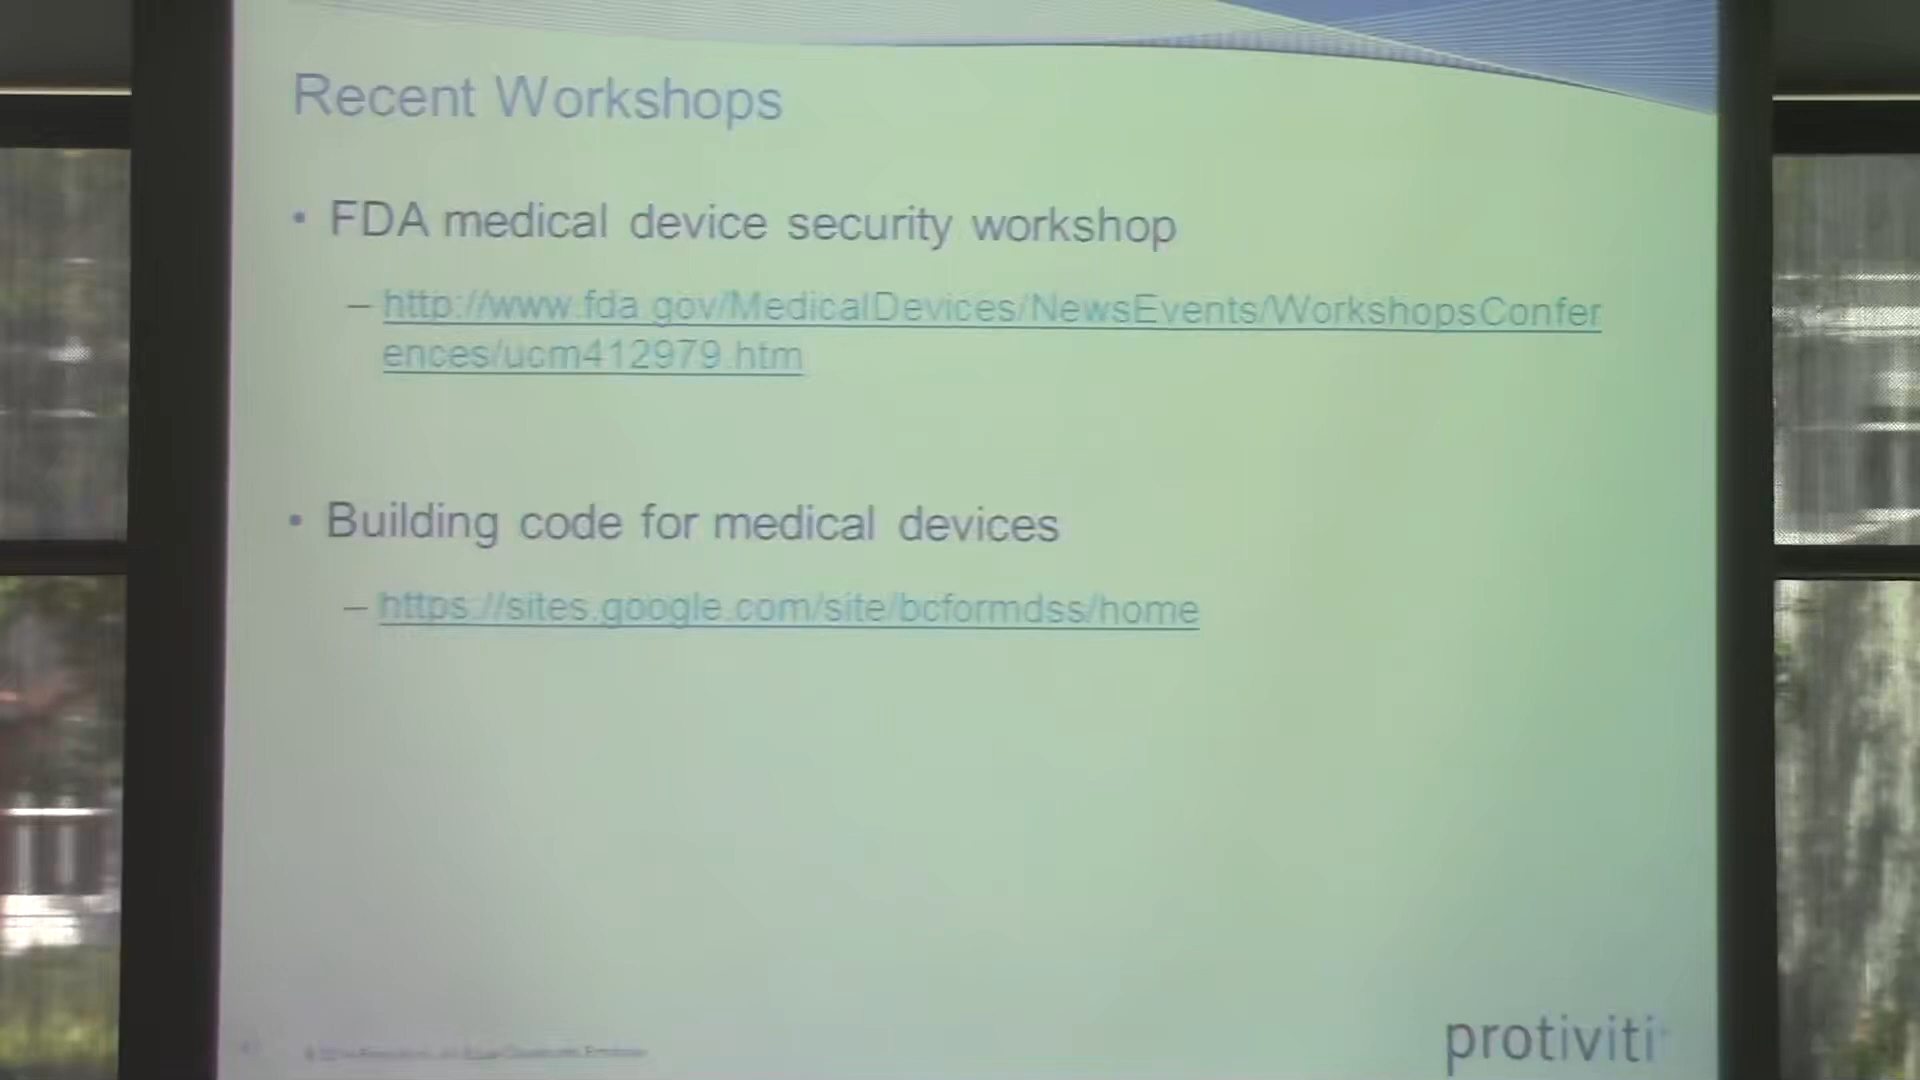 Recent Workshops
• FDA medical device security workshop
– http://www.fda.gov/MedicalDevices/NewsEvents/WorkshopsConfer
ences/ucm412979.htm
• Building code for medical devices
– https://sites.google.com/site/bcformdss/home
protiviti